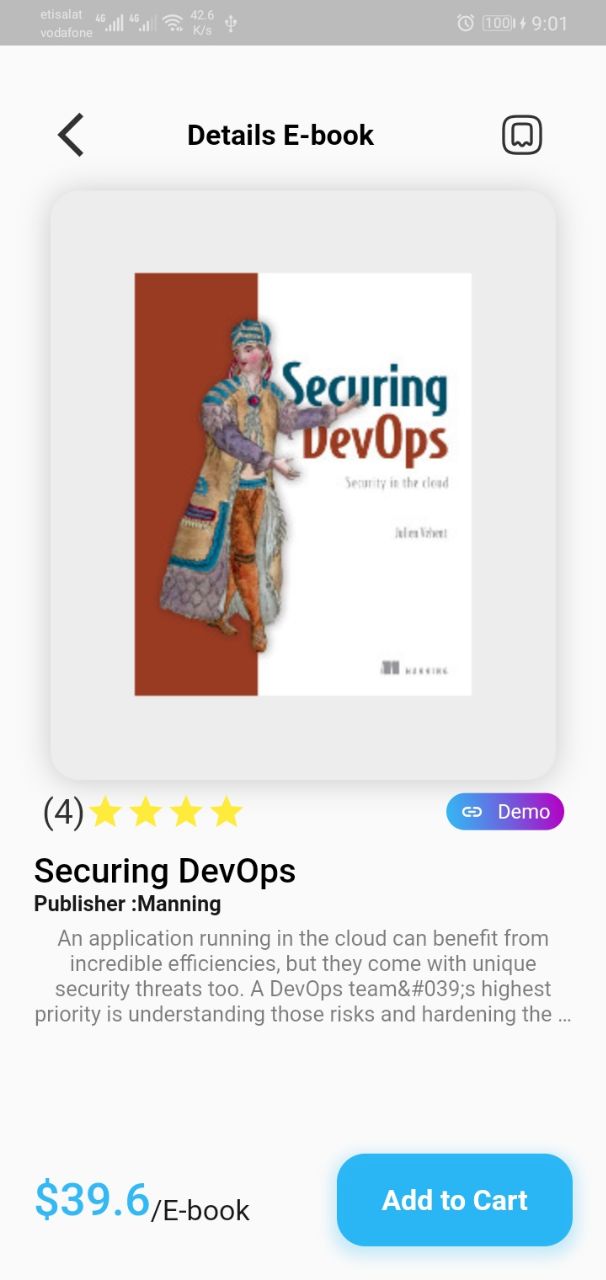 etisalat
vodafone
4G
4G
42.6
K/s
100
9:01
Details E-book
Securing
DevOps
Security in the cloud
MANNING
(4)
Demo
Securing DevOps
Publisher :Manning
An application running in the cloud can benefit from
incredible efficiencies, but they come with unique
security threats too. A DevOps team&#039;s highest
priority is understanding those risks and hardening the ...
$39.6/E-book
Add to Cart